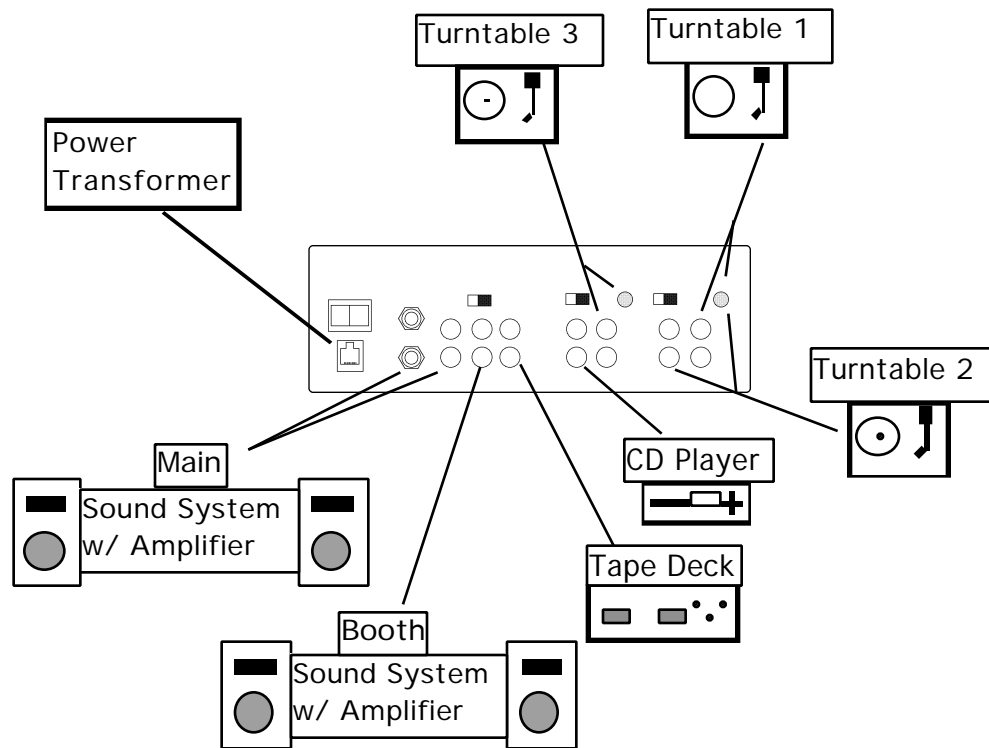 Turntable 3
Turntable 1
Power
Transformer
Turntable 2
Main
Sound System
w/ Amplifier
CD Player
Tape Deck
Booth
Sound System
w/ Amplifier